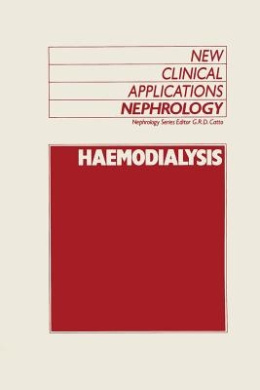 NEW
CLINICAL
APPLICATIONS
NEPHROLOGY
Nephrology Series Editor G.R.D. Catto
HAEMODIALYSIS